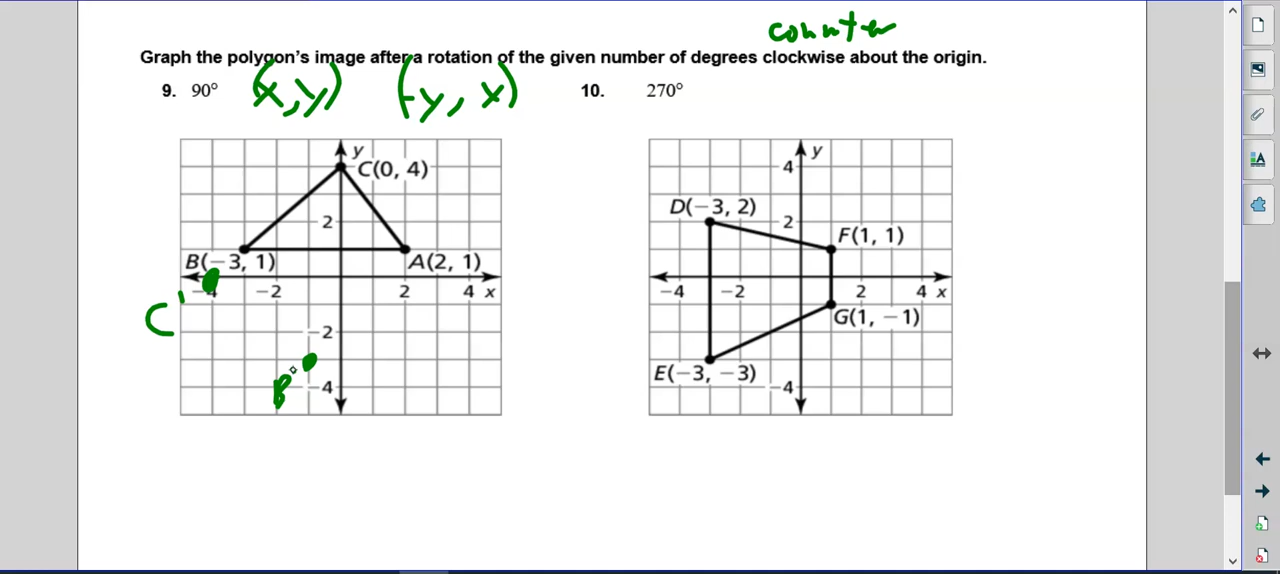 counter
Graph the polygon's image after a rotation of the given number of degrees clockwise about the origin.
9. 90° (x,y) (-y, x) 10. 270°
y
C(0, 4)
2
B(−3, 1) A(2, 1)
−4 −2 2 4 x
C'
−2
B'
−4
y
4
D(−3, 2) 2
F(1, 1)
−4 −2 2 4 x
G(1, −1)
E(−3, −3)
−4